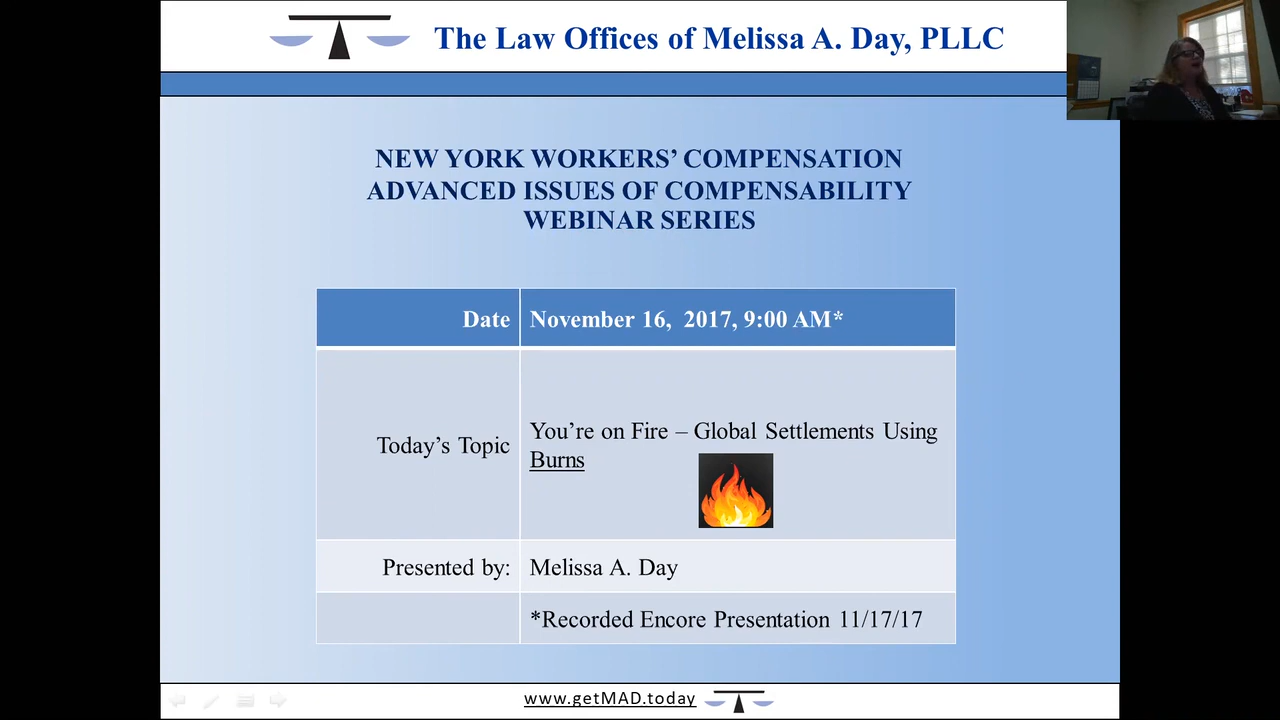 The Law Offices of Melissa A. Day, PLLC
NEW YORK WORKERS’ COMPENSATION
ADVANCED ISSUES OF COMPENSABILITY
WEBINAR SERIES
Date November 16, 2017, 9:00 AM*
Today’s Topic You’re on Fire – Global Settlements Using
Burns
Presented by: Melissa A. Day
*Recorded Encore Presentation 11/17/17
www.getMAD.today